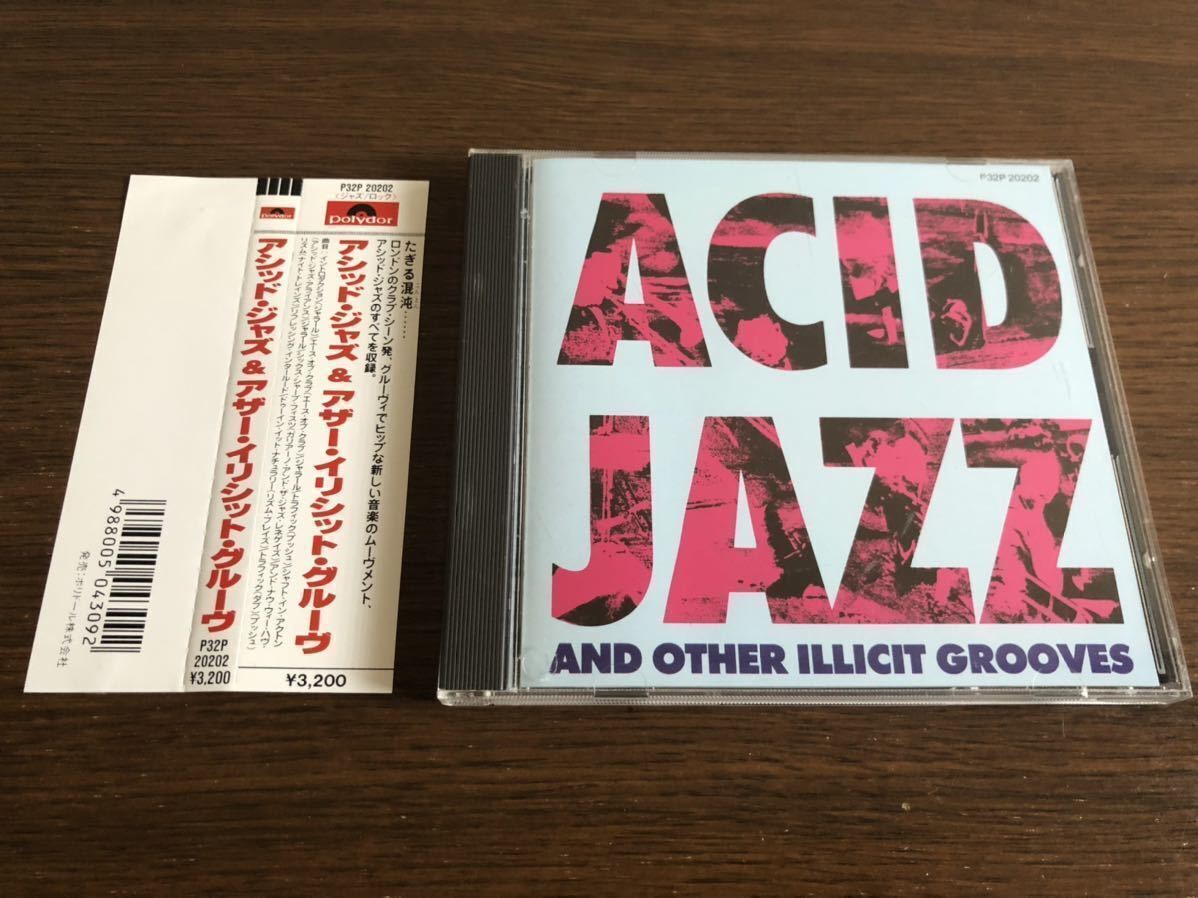 P32P 20202
〈ジャズ/ロック〉
polydor
polydor
たぎる混沌……
ロンドンのクラブ・シーン発、グルーヴィでヒップな新しい音楽のムーヴメント、
アシッド・ジャズのすべてを収録。
アシッド・ジャズ & アザー・イリシット・グルーヴ
¥3,200
アシッド・ジャズ & アザー・イリシット・グルーヴ
P32P
20202
¥3,200
4 988005 043092
発売:ポリドール株式会社
P32P 20202
ACID
JAZZ
AND OTHER ILLICIT GROOVES